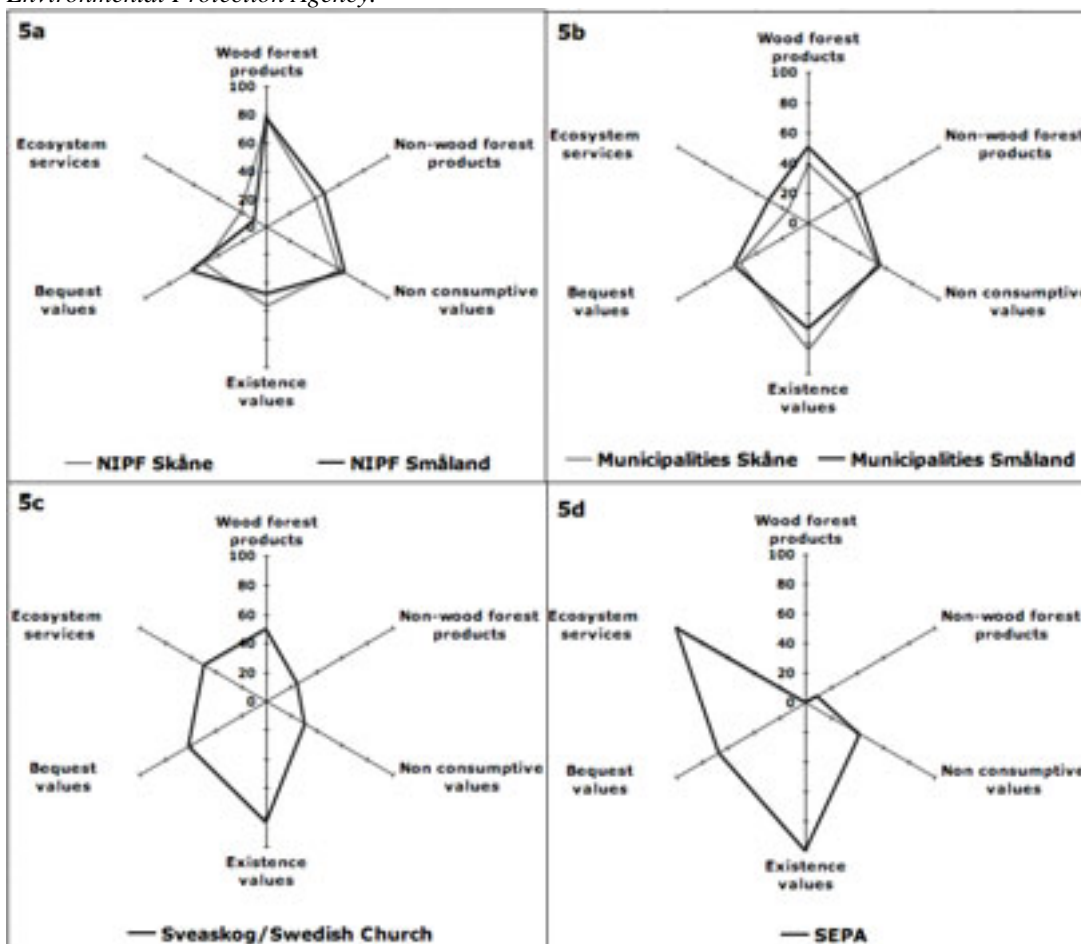 Environmental Protection Agency.
5a
Wood forest
products
100
80
60
40
20
0
Ecosystem
services
Non-wood forest
products
Bequest
values
Non consumptive
values
Existence
values
NIPF Skåne
NIPF Småland
5b
Wood forest
products
100
80
60
40
20
0
Ecosystem
services
Non-wood forest
products
Bequest
values
Non consumptive
values
Existence
values
Municipalities Skåne
Municipalities Småland
5c
Wood forest
products
100
80
60
40
20
0
Ecosystem
services
Non-wood forest
products
Bequest
values
Non consumptive
values
Existence
values
Sveaskog/Swedish Church
5d
Wood forest
products
100
80
60
40
20
0
Ecosystem
services
Non-wood forest
products
Bequest
values
Non consumptive
values
Existence
values
SEPA